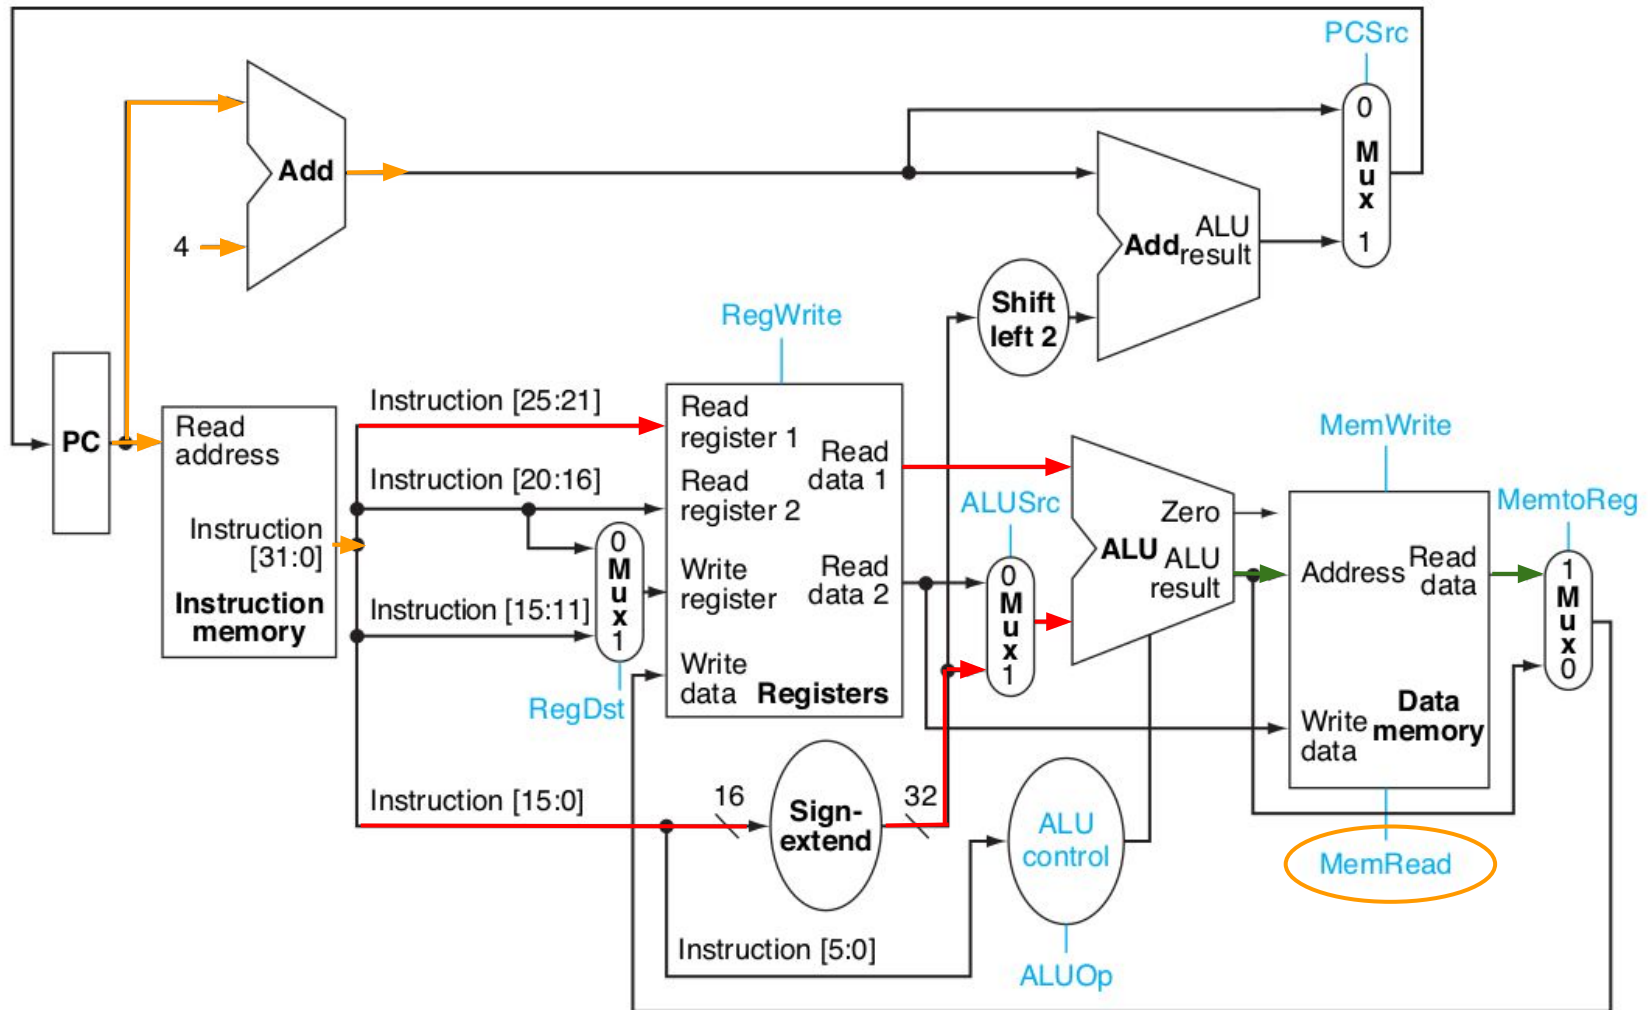 PCSrc
0
M
u
x
1
Add
4
Add
ALU
result
Shift
left 2
RegWrite
PC
Read
address
Instruction
[31:0]
Instruction
memory
Instruction [25:21]
Instruction [20:16]
Instruction [15:11]
Instruction [15:0]
0
M
u
x
1
RegDst
Read
register 1
Read
register 2
Write
register
Write
data
Registers
Read
data 1
Read
data 2
16
Sign-
extend
32
Instruction [5:0]
ALUSrc
0
M
u
x
1
Zero
ALU
ALU
result
ALU
control
ALUOp
MemWrite
Address
Read
data
Write
data
Data
memory
MemRead
MemtoReg
1
M
u
x
0